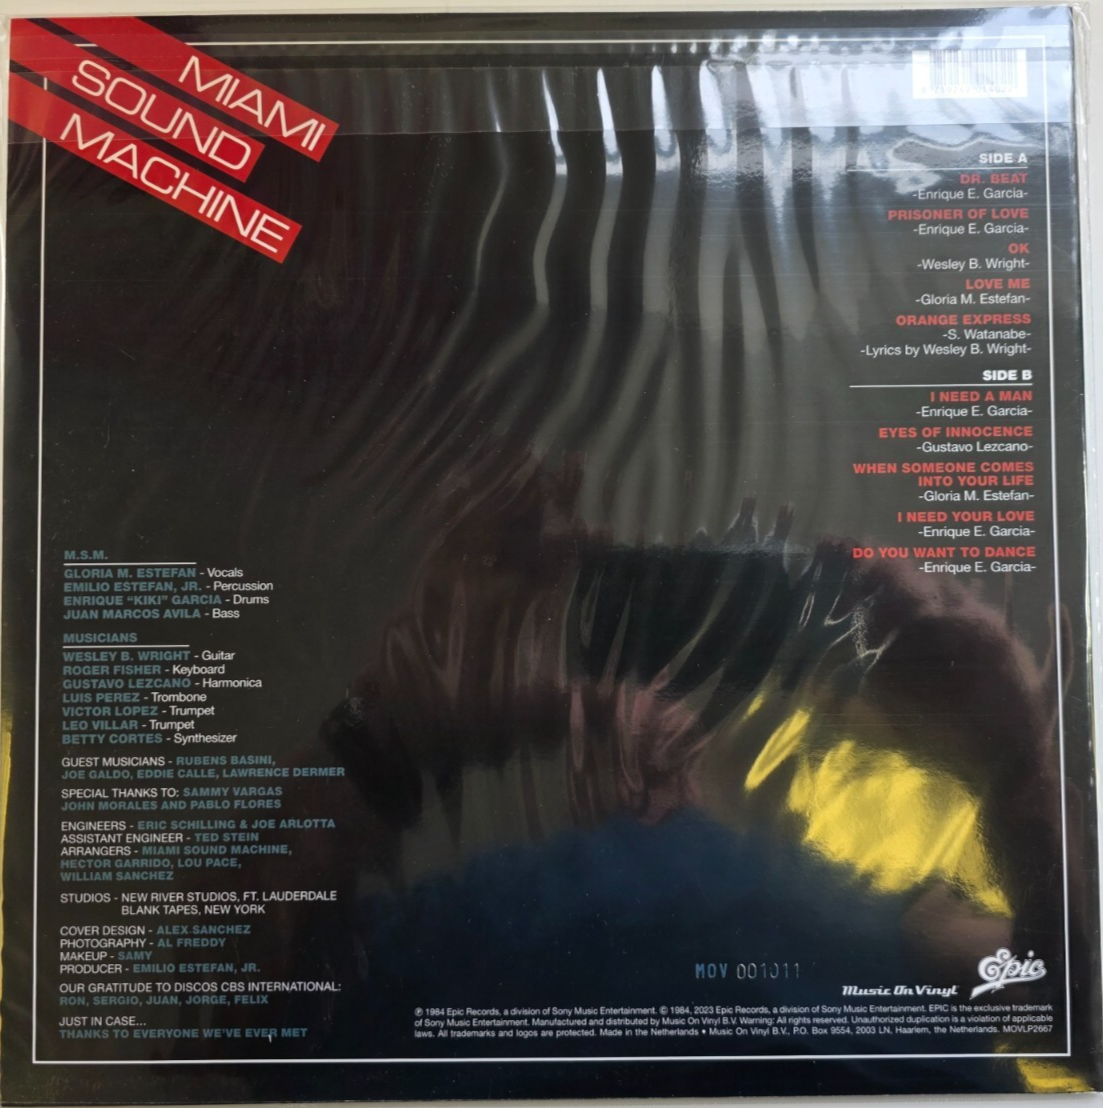 MIAMI
SOUND
MACHINE
SIDE A
DR. BEAT
-Enrique E. Garcia-
PRISONER OF LOVE
-Enrique E. Garcia-
OK
-Wesley B. Wright-
LOVE ME
-Gloria M. Estefan-
ORANGE EXPRESS
-S. Watanabe-
-Lyrics by Wesley B. Wright-
SIDE B
I NEED A MAN
-Enrique E. Garcia-
EYES OF INNOCENCE
-Gustavo Lezcano-
WHEN SOMEONE COMES
INTO YOUR LIFE
-Gloria M. Estefan-
I NEED YOUR LOVE
-Enrique E. Garcia-
DO YOU WANT TO DANCE
-Enrique E. Garcia-
M.S.M.
GLORIA M. ESTEFAN - Vocals
EMILIO ESTEFAN, JR. - Percussion
ENRIQUE "KIKI" GARCIA - Drums
JUAN MARCOS AVILA - Bass
MUSICIANS
WESLEY B. WRIGHT - Guitar
ROGER FISHER - Keyboard
GUSTAVO LEZCANO - Harmonica
LUIS PEREZ - Trombone
VICTOR LOPEZ - Trumpet
LEO VILLAR - Trumpet
BETTY CORTES - Synthesizer
GUEST MUSICIANS - RUBENS BASINI,
JOE GALDO, EDDIE CALLE, LAWRENCE DERMER
SPECIAL THANKS TO: SAMMY VARGAS
JOHN MORALES AND PABLO FLORES
ENGINEERS - ERIC SCHILLING & JOE ARLOTTA
ASSISTANT ENGINEER - TED STEIN
ARRANGERS - MIAMI SOUND MACHINE,
HECTOR GARRIDO, LOU PACE,
WILLIAM SANCHEZ
STUDIOS - NEW RIVER STUDIOS, FT. LAUDERDALE
BLANK TAPES, NEW YORK
COVER DESIGN - ALEX SANCHEZ
PHOTOGRAPHY - AL FREDDY
MAKEUP - SAMY
PRODUCER - EMILIO ESTEFAN, JR.
OUR GRATITUDE TO DISCOS CBS INTERNATIONAL:
RON, SERGIO, JUAN, JORGE, FELIX
JUST IN CASE...
THANKS TO EVERYONE WE'VE EVER MET
MOV 001011
Music On Vinyl
Epic
℗ 1984 Epic Records, a division of Sony Music Entertainment. © 1984, 2023 Epic Records, a division of Sony Music Entertainment. EPIC is the exclusive trademark
of Sony Music Entertainment. Manufactured and distributed by Music On Vinyl B.V. Warning: All rights reserved. Unauthorized duplication is a violation of applicable
laws. All trademarks and logos are protected. Made in the Netherlands • Music On Vinyl B.V., P.O. Box 9554, 2003 LN, Haarlem, the Netherlands. MOVLP2667